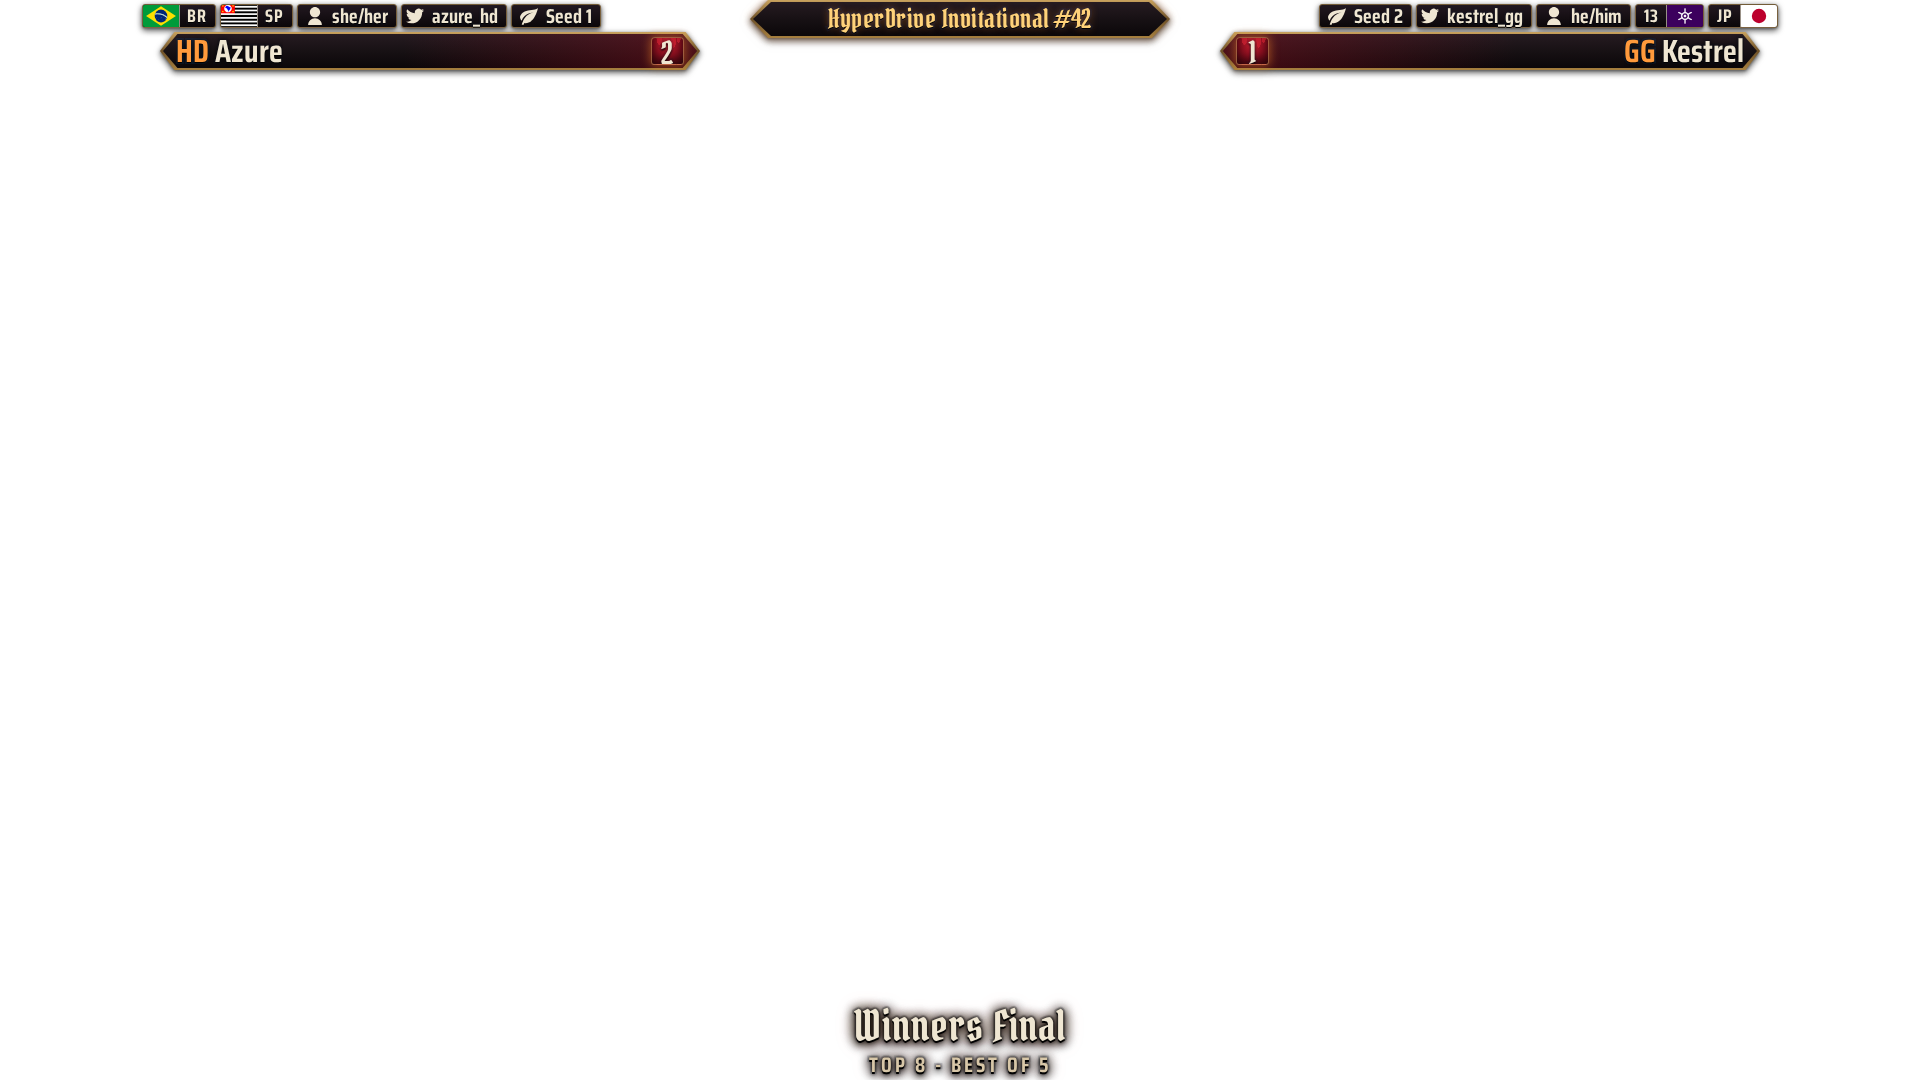 BR SP she/her azure_hd Seed 1
HD Azure 2
HyperDrive Invitational #42
Seed 2 kestrel_gg he/him 13 JP
1 GG Kestrel
Winners Final
TOP 8 - BEST OF 5